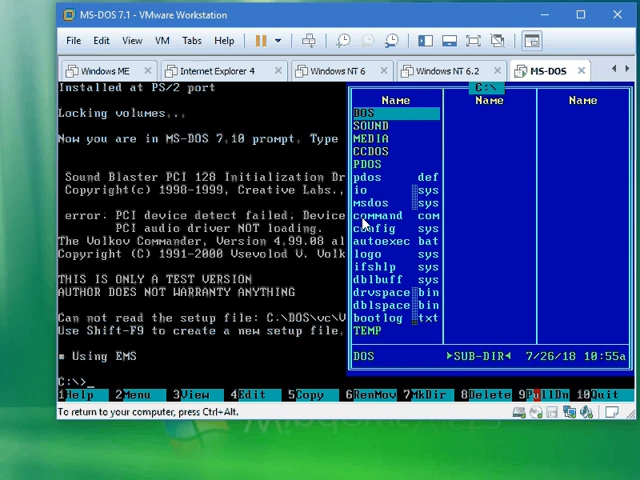 MS-DOS 7.1 - VMware Workstation
File Edit View VM Tabs Help
Windows ME Internet Explorer 4 Windows NT 6 Windows NT 6.2 MS-DOS
Installed at PS/2 port
Locking volumes...
Now you are in MS-DOS 7.10 prompt. Type
Sound Blaster PCI 128 Initialization Dr
Copyright(c) 1998-1999, Creative Labs.,
error: PCI device detect failed, Device
PCI audio driver NOT loading.
The Volkov Commander, Version 4.99.08 al
Copyright (C) 1991-2000 Vsevolod V. Volk
THIS IS ONLY A TEST VERSION
AUTHOR DOES NOT WARRANTY ANYTHING
Can not read the setup file: C:\DOS\vc\V
Use Shift-F9 to create a new setup file.
Using EMS
C:\>_
C:\
Name Name Name
DOS
SOUND
MEDIA
CCDOS
PDOS
pdos def
io sys
msdos sys
command com
config sys
autoexec bat
logo sys
ifshlp sys
dblbuff sys
drvspace bin
dblspace bin
bootlog txt
TEMP
DOS ►SUB-DIR◄ 7/26/18 10:55a
1Help 2Menu 3View 4Edit 5Copy 6RenMov 7MkDir 8Delete 9PullDn 10Quit
To return to your computer, press Ctrl+Alt.